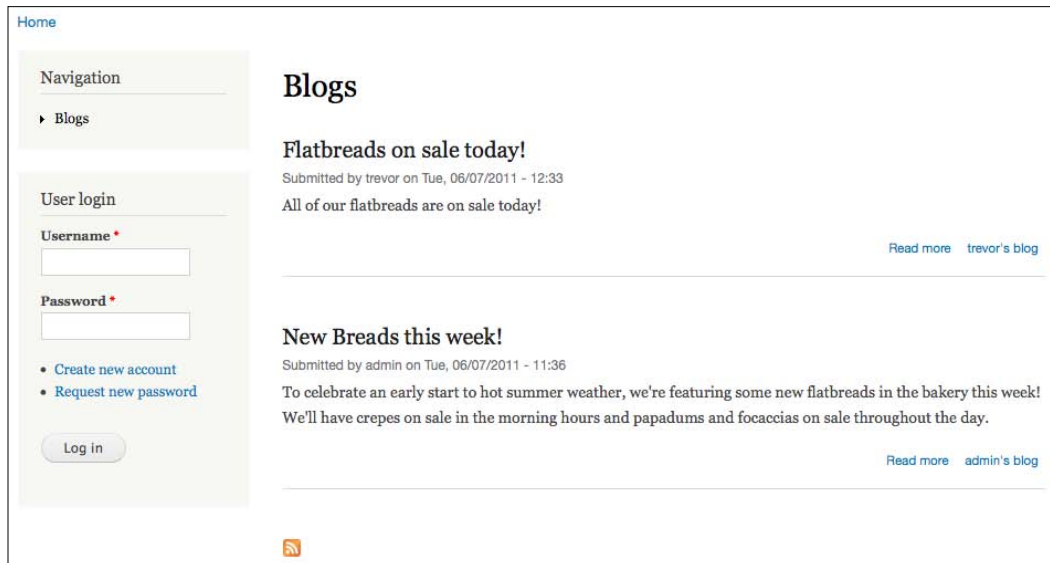 Home
Navigation
Blogs
User login
Username *
Password *
Create new account
Request new password
Log in
Blogs
Flatbreads on sale today!
Submitted by trevor on Tue, 06/07/2011 - 12:33
All of our flatbreads are on sale today!
Read more trevor's blog
New Breads this week!
Submitted by admin on Tue, 06/07/2011 - 11:36
To celebrate an early start to hot summer weather, we're featuring some new flatbreads in the bakery this week!
We'll have crepes on sale in the morning hours and papadums and focaccias on sale throughout the day.
Read more admin's blog